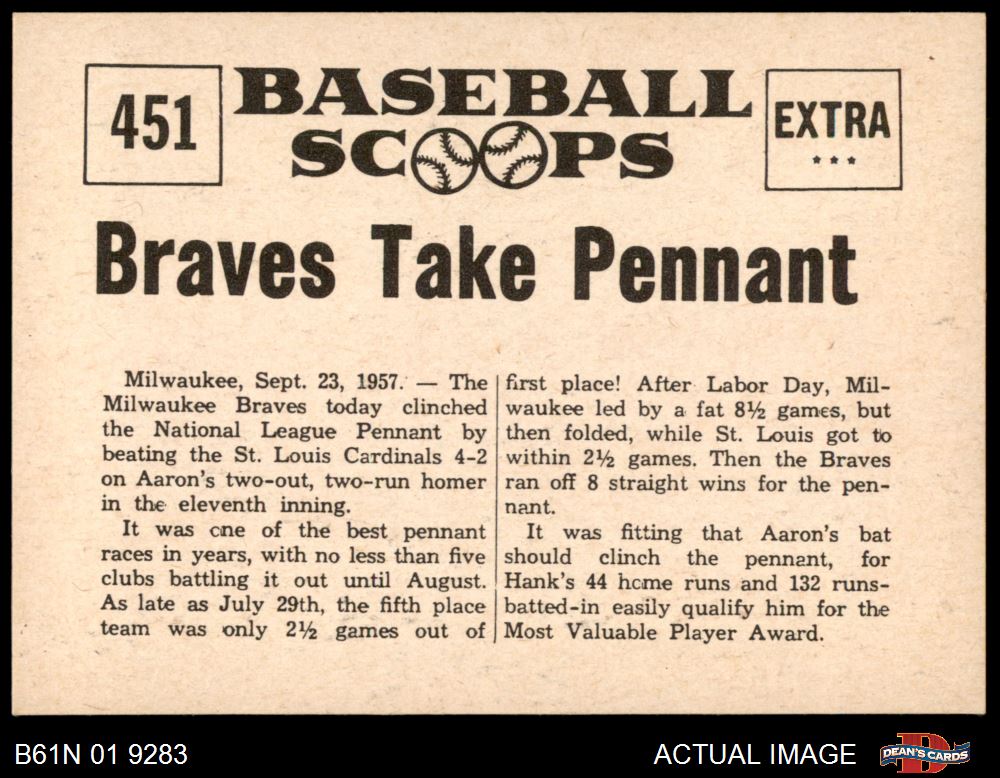 451
BASEBALL
SCOOPS
EXTRA
***
Braves Take Pennant
Milwaukee, Sept. 23, 1957. — The
Milwaukee Braves today clinched
the National League Pennant by
beating the St. Louis Cardinals 4-2
on Aaron's two-out, two-run homer
in the eleventh inning.
It was one of the best pennant
races in years, with no less than five
clubs battling it out until August.
As late as July 29th, the fifth place
team was only 2½ games out of
first place! After Labor Day, Mil-
waukee led by a fat 8½ games, but
then folded, while St. Louis got to
within 2½ games. Then the Braves
ran off 8 straight wins for the pen-
nant.
It was fitting that Aaron's bat
should clinch the pennant, for
Hank's 44 home runs and 132 runs-
batted-in easily qualify him for the
Most Valuable Player Award.
B61N 01 9283
ACTUAL IMAGE
D
DEAN'S CARDS